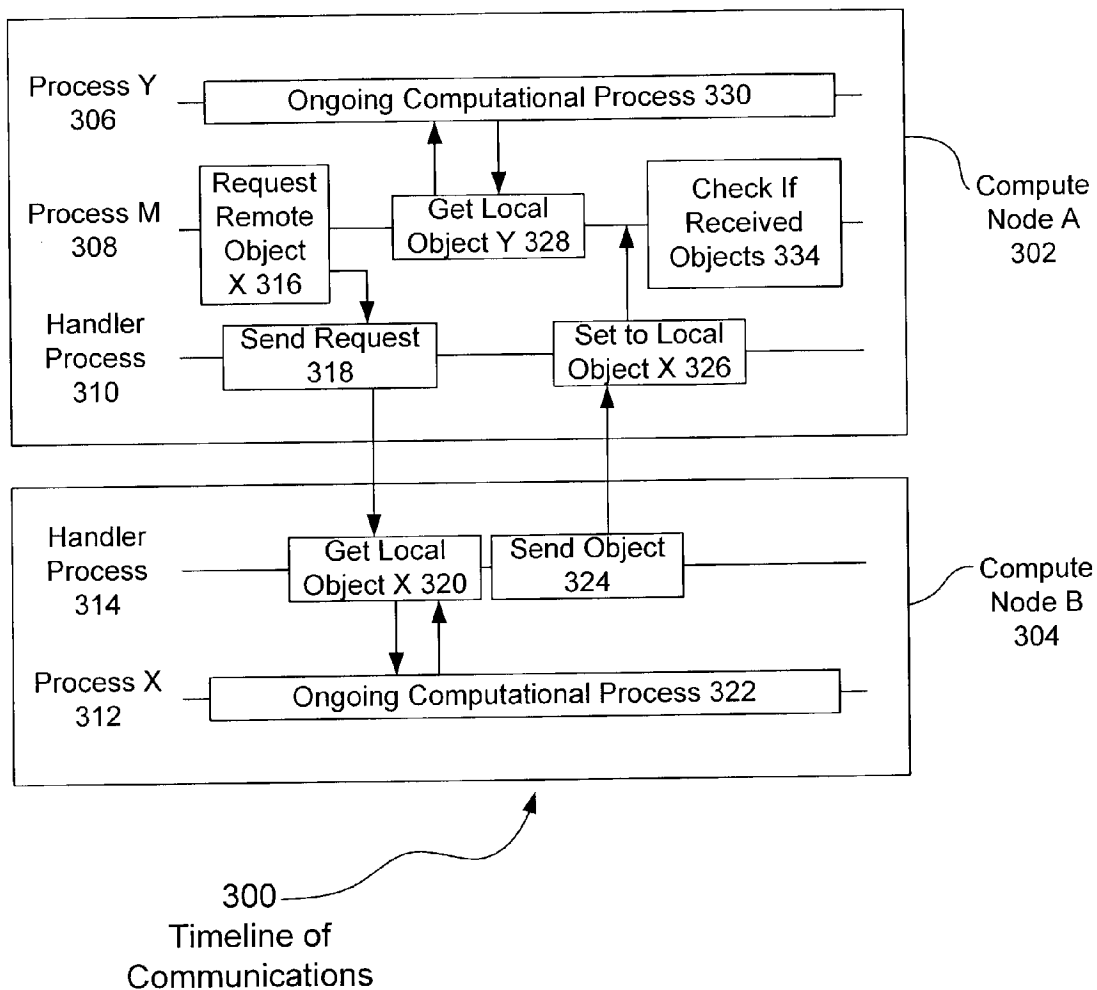 Process Y
306
Ongoing Computational Process 330
Process M
308
Request
Remote
Object
X 316
Get Local
Object Y 328
Check If
Received
Objects 334
Compute
Node A
302
Handler
Process
310
Send Request
318
Set to Local
Object X 326
Handler
Process
314
Get Local
Object X 320
Send Object
324
Compute
Node B
304
Process X
312
Ongoing Computational Process 322
300
Timeline of
Communications